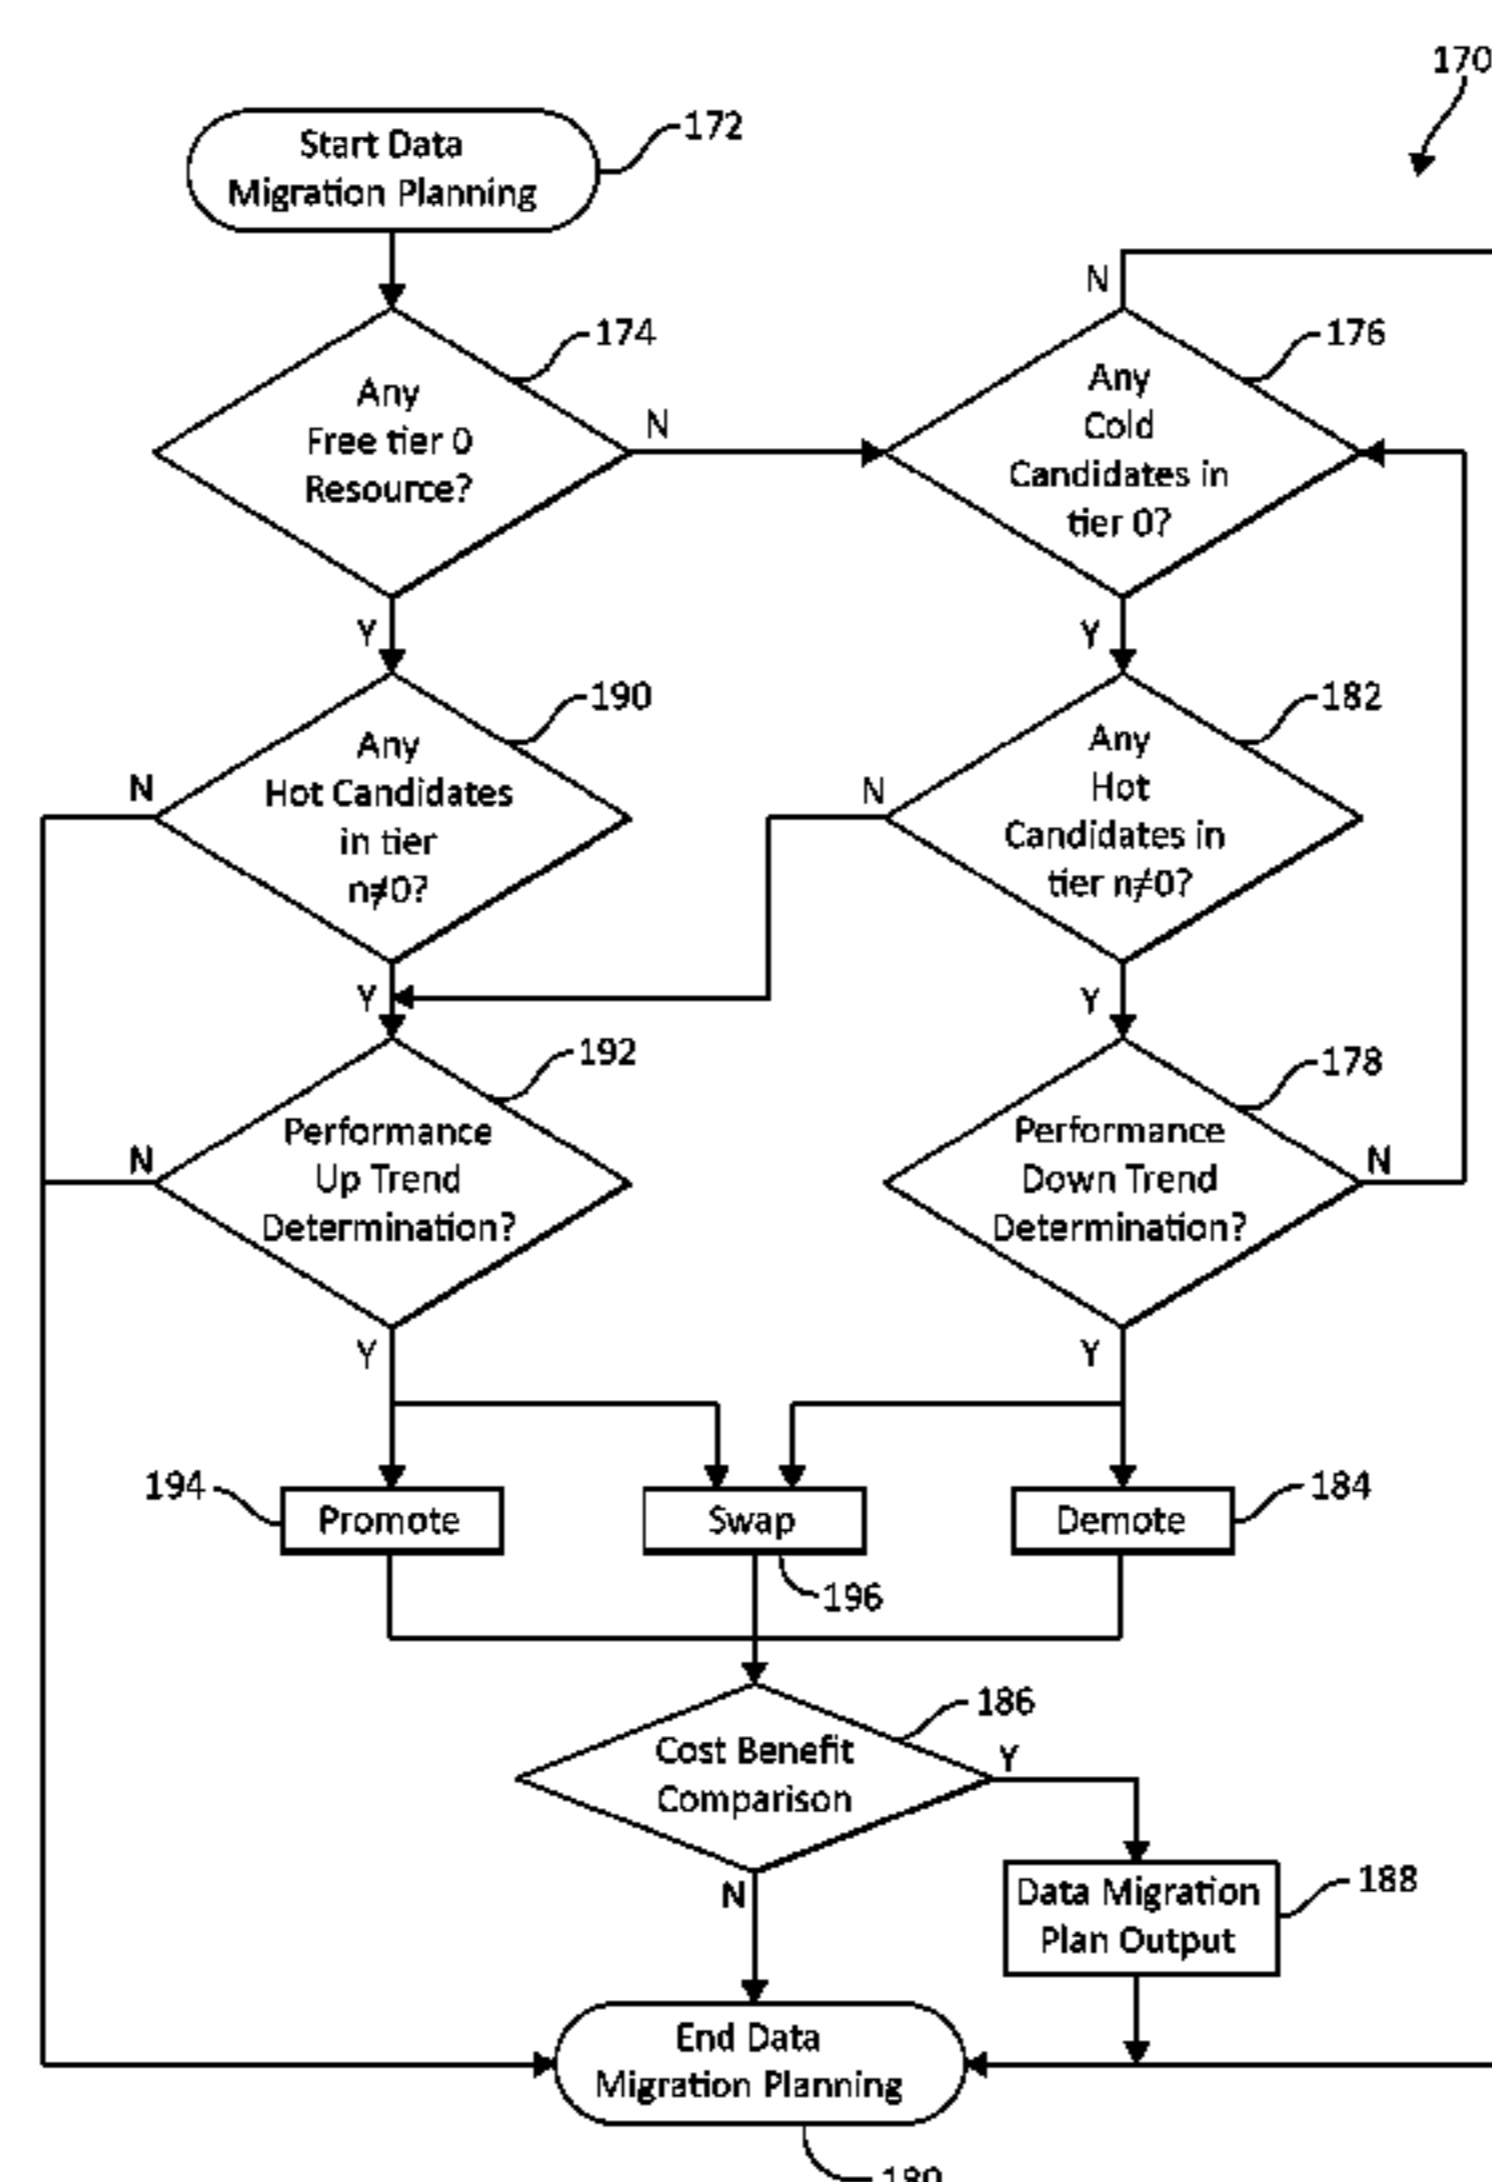 170
Start Data
Migration Planning
172
N
174
176
Any
Free tier 0
Resource?
N
Any
Cold
Candidates in
tier 0?
Y
Y
190
182
N
Any
Hot Candidates
in tier
n≠0?
N
Any
Hot
Candidates in
tier n≠0?
Y
Y
192
178
N
Performance
Up Trend
Determination?
Performance
Down Trend
Determination?
N
Y
Y
194
Promote
Swap
Demote
184
196
186
Cost Benefit
Comparison
Y
N
Data Migration
Plan Output
188
End Data
Migration Planning
180